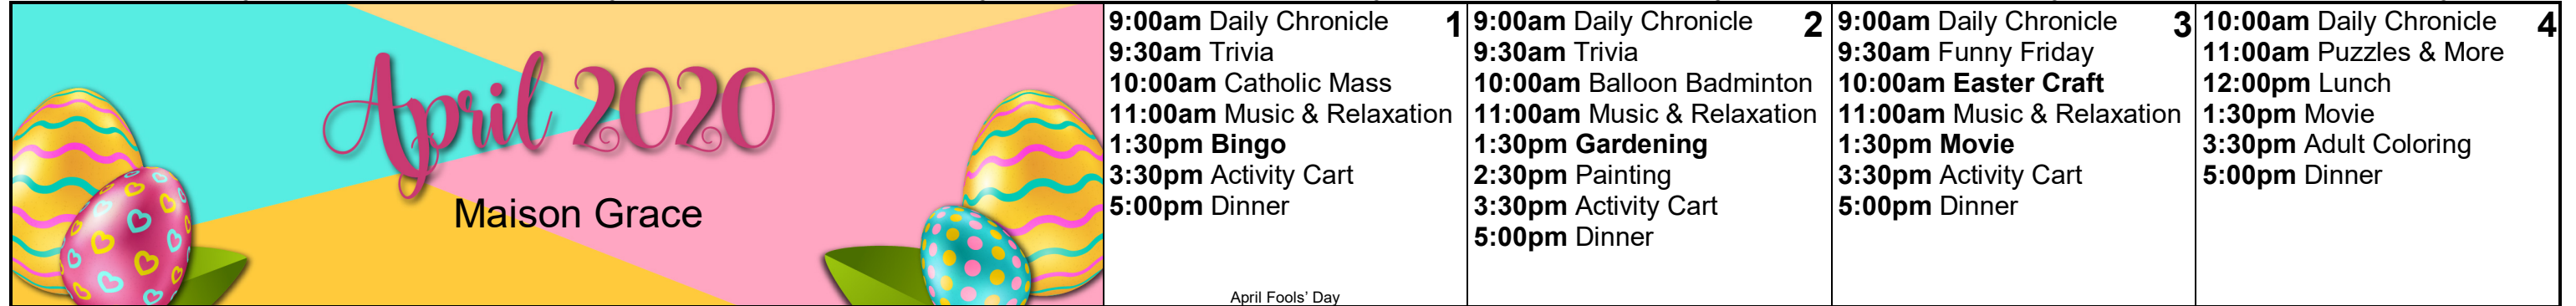 April 2020
Maison Grace
1
9:00am Daily Chronicle
9:30am Trivia
10:00am Catholic Mass
11:00am Music & Relaxation
1:30pm Bingo
3:30pm Activity Cart
5:00pm Dinner
April Fools' Day
2
9:00am Daily Chronicle
9:30am Trivia
10:00am Balloon Badminton
11:00am Music & Relaxation
1:30pm Gardening
2:30pm Painting
3:30pm Activity Cart
5:00pm Dinner
3
9:00am Daily Chronicle
9:30am Funny Friday
10:00am Easter Craft
11:00am Music & Relaxation
1:30pm Movie
3:30pm Activity Cart
5:00pm Dinner
4
10:00am Daily Chronicle
11:00am Puzzles & More
12:00pm Lunch
1:30pm Movie
3:30pm Adult Coloring
5:00pm Dinner